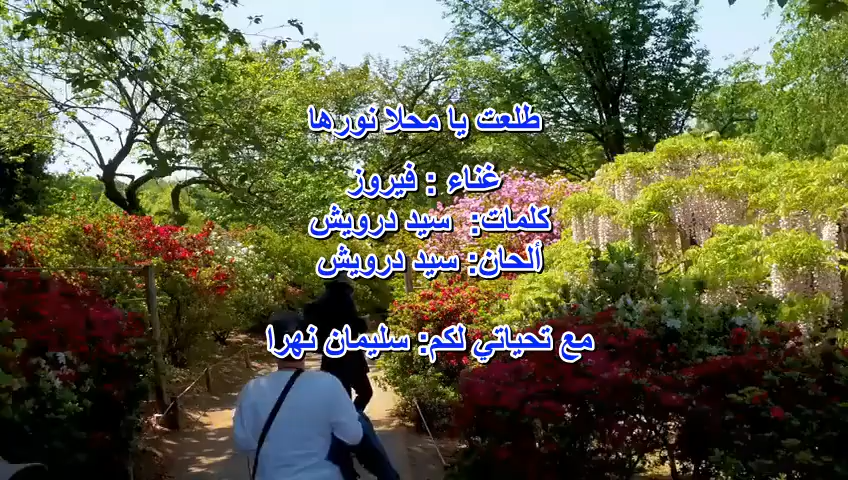 طلعت يا محلا نورها
غناء : فيروز
كلمات: سيد درويش
ألحان: سيد درويش
مع تحياتي لكم: سليمان نهرا